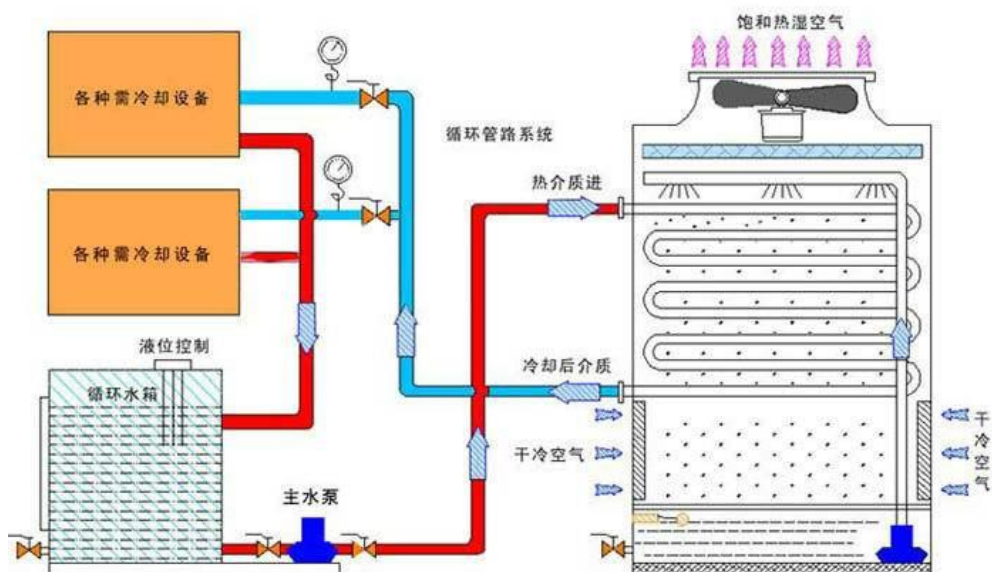 饱和热湿空气
各种需冷却设备
循环管路系统
热介质进
各种需冷却设备
液位控制
冷却后介质
循环水箱
干冷空气
干冷空气
主水泵